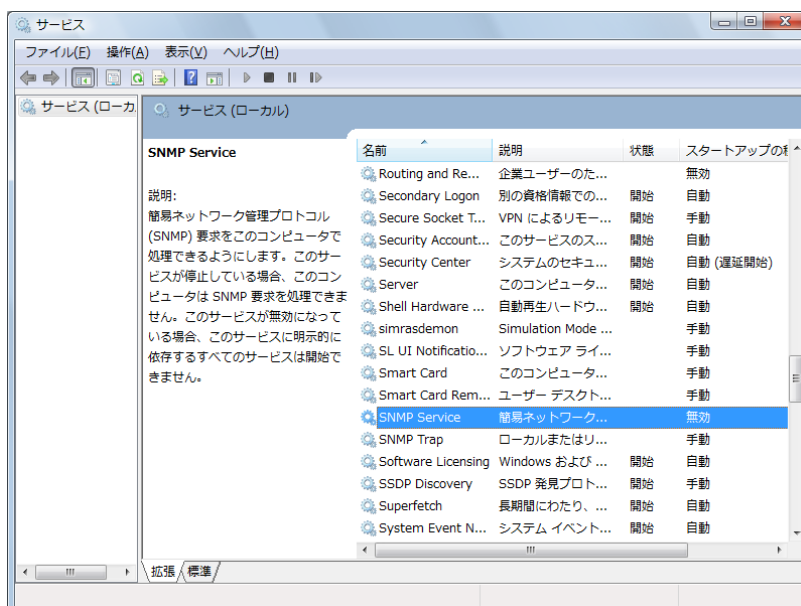 サービス
ファイル(F) 操作(A) 表示(V) ヘルプ(H)
サービス (ローカ
サービス (ローカル)
SNMP Service
説明:
簡易ネットワーク管理プロトコル
(SNMP) 要求をこのコンピュータで
処理できるようにします。このサー
ビスが停止している場合、このコン
ピュータは SNMP 要求を処理できま
せん。このサービスが無効になって
いる場合、このサービスに明示的に
依存するすべてのサービスは開始で
きません。
名前 説明 状態 スタートアップの種
Routing and Re... 企業ユーザーのた... 無効
Secondary Logon 別の資格情報での... 開始 自動
Secure Socket T... VPN によるリモー... 開始 手動
Security Account... このサービスのス... 開始 自動
Security Center システムのセキュ... 開始 自動 (遅延開始)
Server このコンピュータ... 開始 自動
Shell Hardware ... 自動再生ハードウ... 開始 自動
simrasdemon Simulation Mode ... 手動
SL UI Notificatio... ソフトウェア ライ... 手動
Smart Card このコンピュータ... 手動
Smart Card Rem... ユーザー デスクト... 手動
SNMP Service 簡易ネットワーク... 無効
SNMP Trap ローカルまたはリ... 手動
Software Licensing Windows および ... 開始 自動
SSDP Discovery SSDP 発見プロト... 開始 手動
Superfetch 長期間にわたり、... 開始 自動
System Event N... システム イベント... 開始 自動
拡張 標準